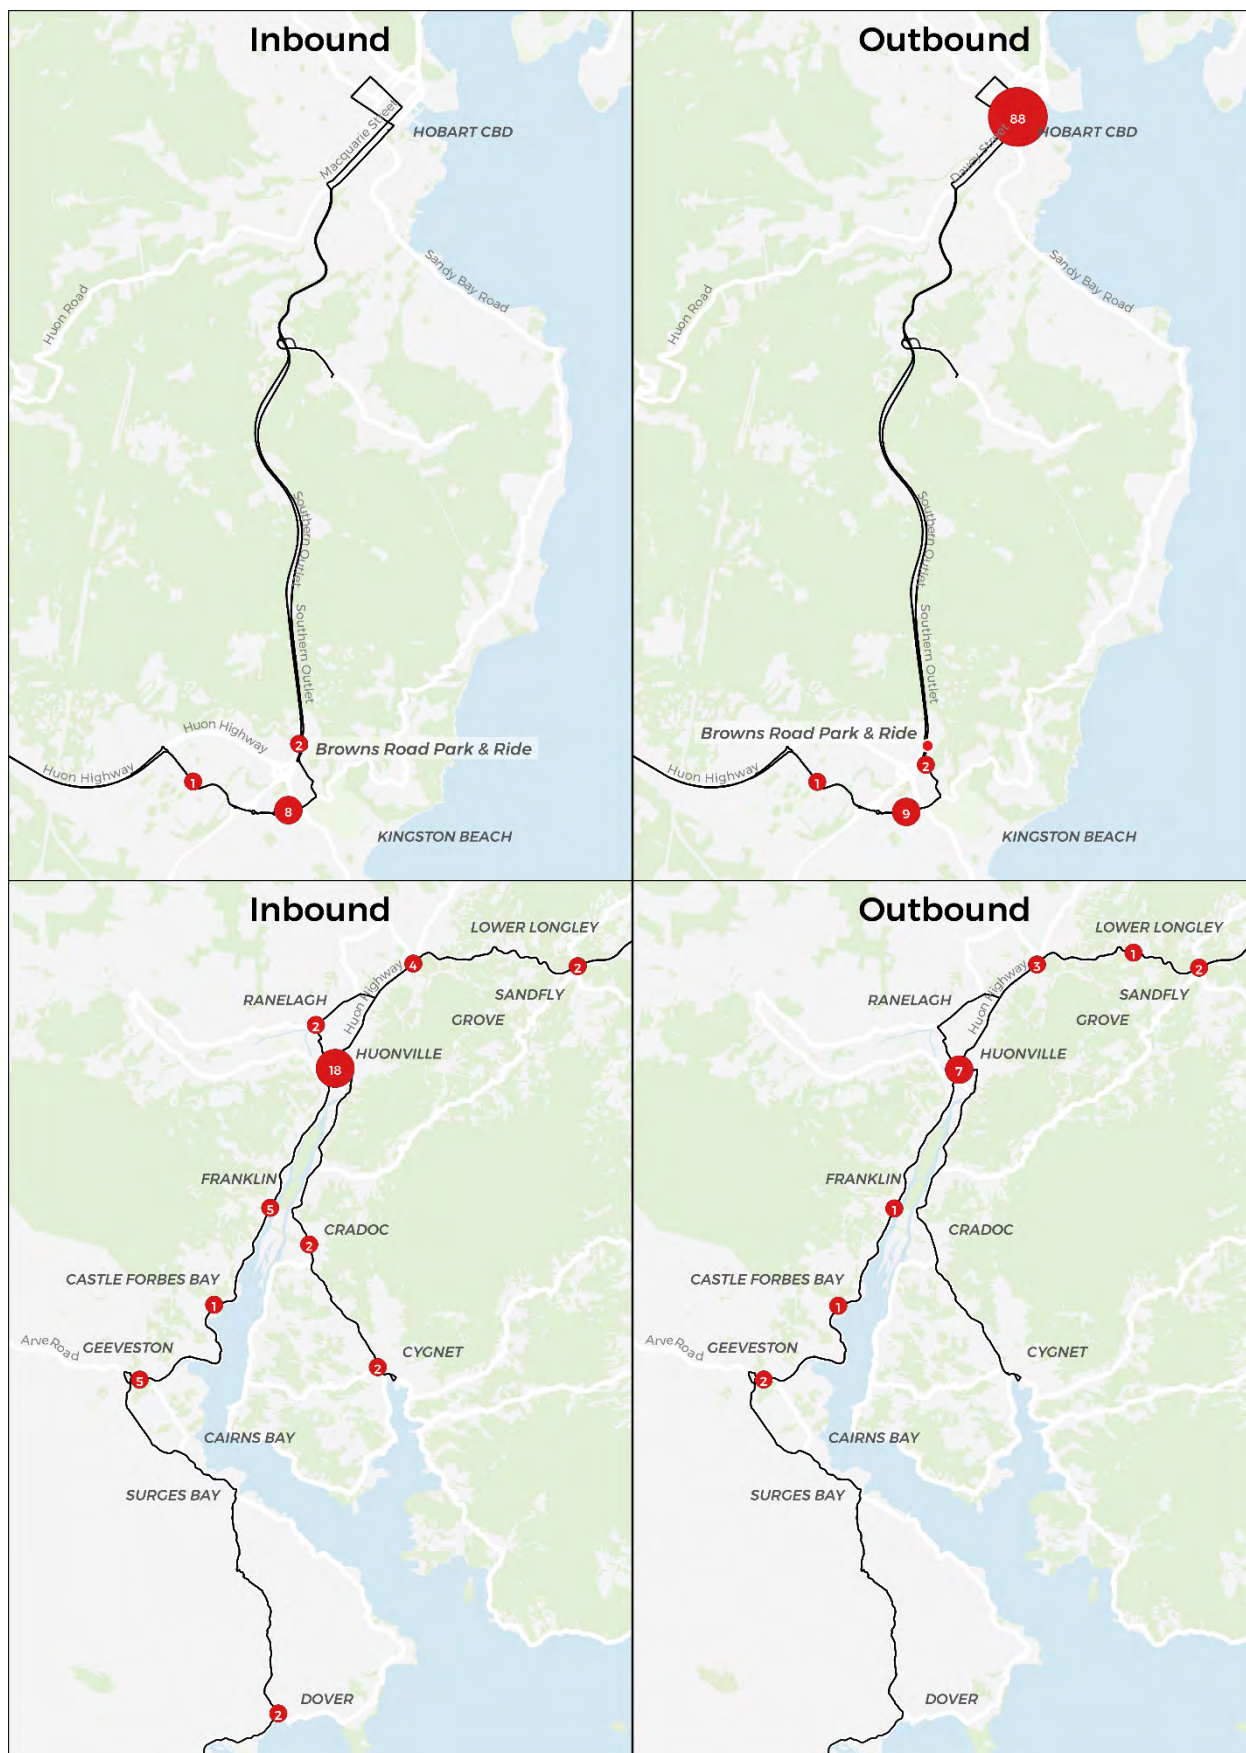 Inbound
HOBART CBD
Macquarie Street
Sandy Bay Road
Huon Road
Southern Outlet
Southern Outlet
Huon Highway
2
Browns Road Park & Ride
Huon Highway
1
8
KINGSTON BEACH
Outbound
88
HOBART CBD
Davey Street
Sandy Bay Road
Huon Road
Southern Outlet
Southern Outlet
Browns Road Park & Ride
2
Huon Highway
1
9
KINGSTON BEACH
Inbound
LOWER LONGLEY
4
2
Huon Highway
SANDFLY
RANELAGH
GROVE
2
HUONVILLE
18
FRANKLIN
5
CRADOC
2
CASTLE FORBES BAY
1
Arve Road
GEEVESTON
CYGNET
2
5
CAIRNS BAY
SURGES BAY
DOVER
2
Outbound
LOWER LONGLEY
1
3
2
Huon Highway
SANDFLY
RANELAGH
GROVE
HUONVILLE
7
FRANKLIN
1
CRADOC
CASTLE FORBES BAY
1
Arve Road
GEEVESTON
CYGNET
2
CAIRNS BAY
SURGES BAY
DOVER